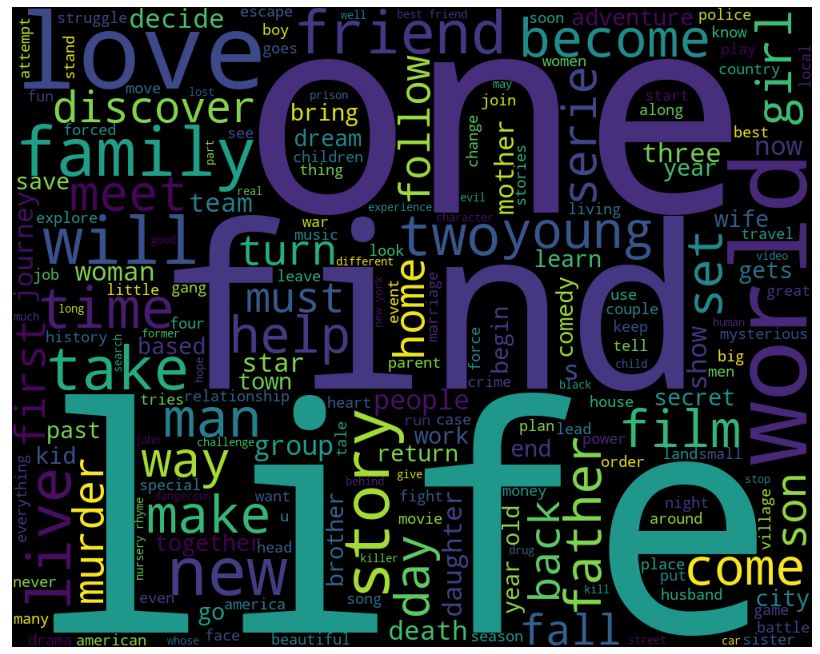 attempt
struggle
decide
escape
boy
goes
well
best friend
soon
adventure
police
know
play
country
local
love
stand
friend
become
women
girl
fun
move
lost
discover
forced
see
part
one
prison
bring
dream
children
thing
follow
may
join
change
mother
stories
serie
start
along
best
three
year
now
family
save
meet
team
real
explore
journey
experience
evil
living
wife
travel
world
will
good
war
music
character
different
look
leave
turn
two
young
learn
set
gets
video
great
job
woman
little
gang
must
find
home
event
marriage
new york
begin
force
comedy
use
couple
keep
tell
show
human
mysterious
time
long
former
four
help
history
based
search
hope
star
town
parent
crime
s
child
big
men
first
take
tries
relationship
heart
people
black
house
secret
past
man
john
challenge
group
tale
run
case
work
plan
lead
end
power
film
land
small
kid
way
special
return
give
behind
order
everything
live
murder
nursery rhyme
make
dangerous
want
u
story
fight
money
movie
night
around
village
stop
son
together
head
brother
killer
day
daughter
year old
drug
back
father
place
put
come
never
new
life
kill
husband
city
many
even
go
america
song
death
season
fall
game
battle
drama
american
whose
face
beautiful
street
car
sister
much